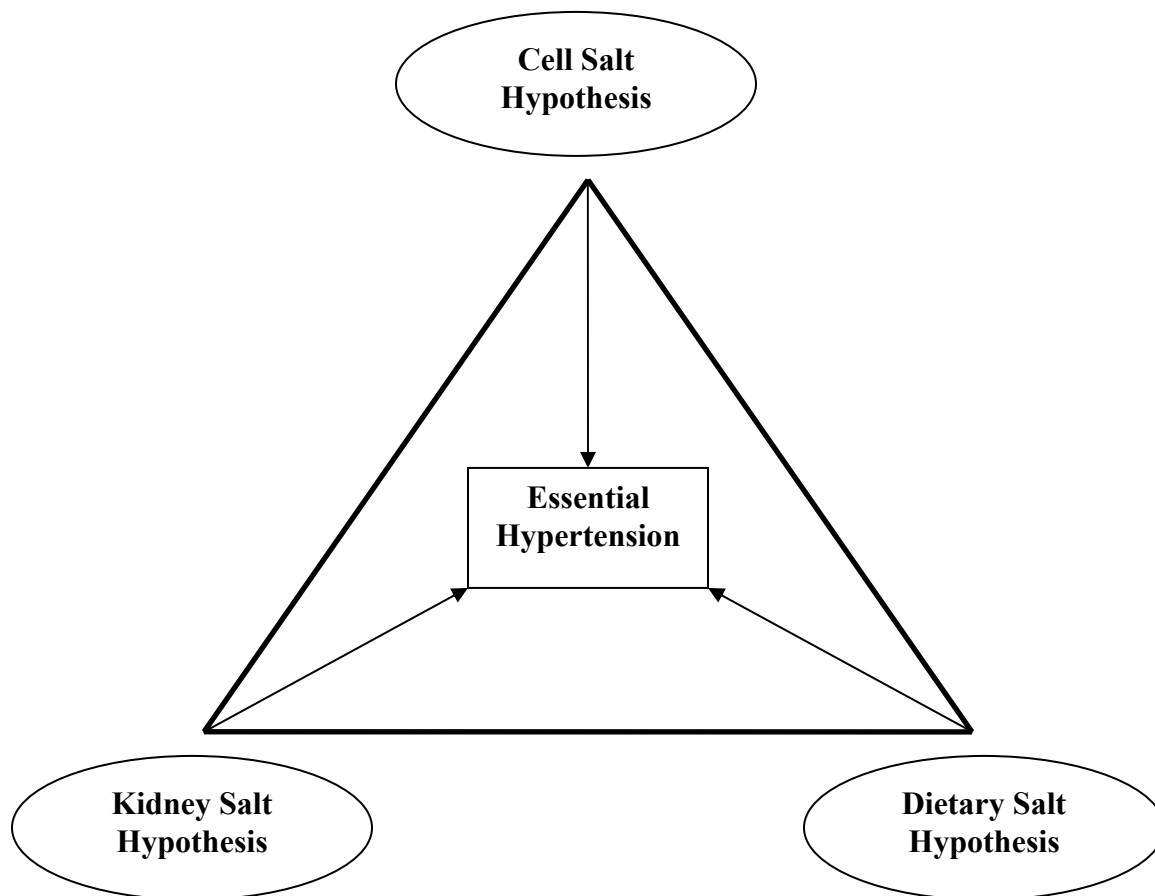 Cell Salt
Hypothesis
Essential
Hypertension
Kidney Salt
Hypothesis
Dietary Salt
Hypothesis